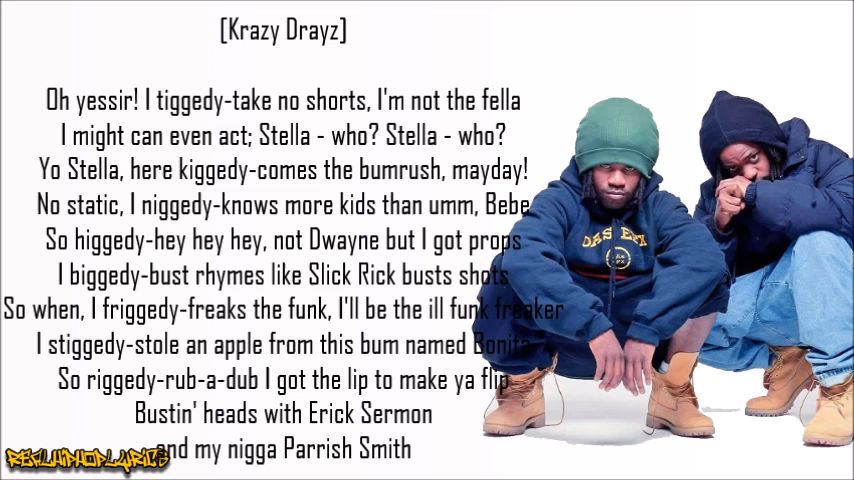 [Krazy Drayz]
Oh yessir! I tiggedy-take no shorts, I'm not the fella
I might can even act; Stella - who? Stella - who?
Yo Stella, here kiggedy-comes the bumrush, mayday!
No static, I niggedy-knows more kids than umm, Bebe
So higgedy-hey hey hey, not Dwayne but I got props
I biggedy-bust rhymes like Slick Rick busts shots
So when, I friggedy-freaks the funk, I'll be the ill funk freaker
I stiggedy-stole an apple from this bum named Bonita
So riggedy-rub-a-dub I got the lip to make ya flip
Bustin' heads with Erick Sermon
and my nigga Parrish Smith
REFLHIPHOPLYRICS
DAS EFX